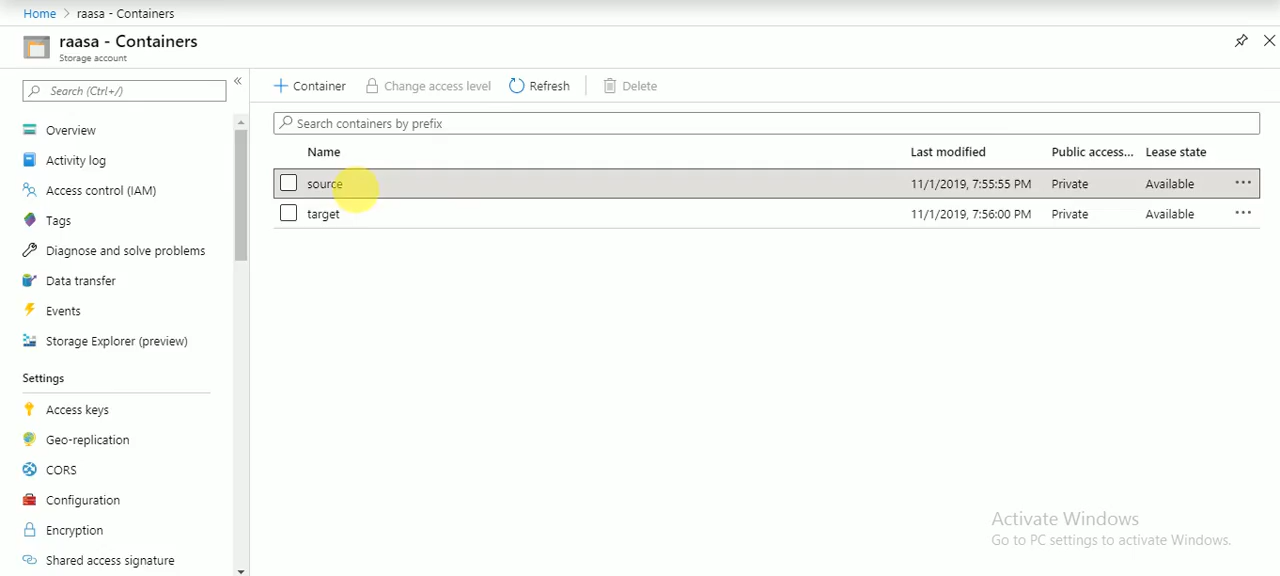 Home > raasa - Containers
raasa - Containers
Storage account
Search (Ctrl+/)
«
Overview
Activity log
Access control (IAM)
Tags
Diagnose and solve problems
Data transfer
Events
Storage Explorer (preview)
Settings
Access keys
Geo-replication
CORS
Configuration
Encryption
Shared access signature
+ Container Change access level Refresh Delete
Search containers by prefix
Name Last modified Public access... Lease state
source 11/1/2019, 7:55:55 PM Private Available ...
target 11/1/2019, 7:56:00 PM Private Available ...
Activate Windows
Go to PC settings to activate Windows.